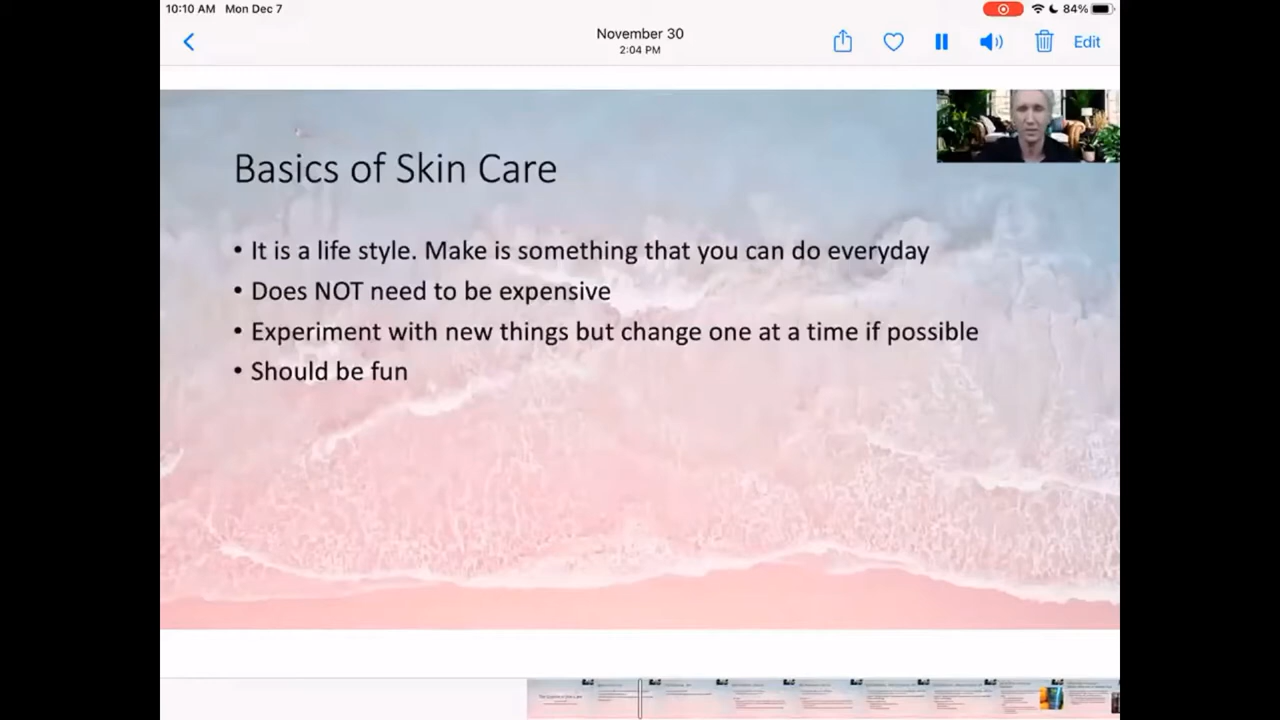 10:10 AM Mon Dec 7
84%
November 30
2:04 PM
Edit
Basics of Skin Care
• It is a life style. Make is something that you can do everyday
• Does NOT need to be expensive
• Experiment with new things but change one at a time if possible
• Should be fun